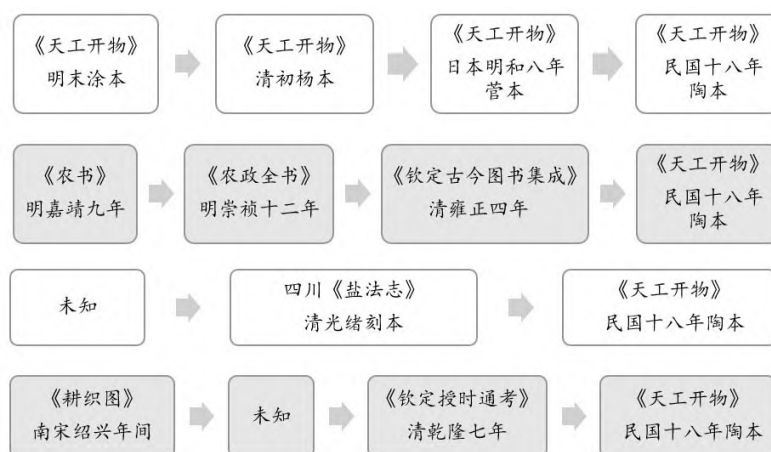 《天工开物》
明末涂本
《天工开物》
清初杨本
《天工开物》
日本明和八年
菅本
《天工开物》
民国十八年
陶本
《农书》
明嘉靖九年
《农政全书》
明崇祯十二年
《钦定古今图书集成》
清雍正四年
《天工开物》
民国十八年
陶本
未知
四川《盐法志》
清光绪刻本
《天工开物》
民国十八年陶本
《耕织图》
南宋绍兴年间
未知
《钦定授时通考》
清乾隆七年
《天工开物》
民国十八年陶本